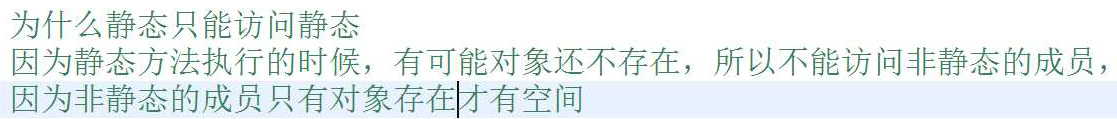 为什么静态只能访问静态
因为静态方法执行的时候，有可能对象还不存在，所以不能访问非静态的成员，
因为非静态的成员只有对象存在才有空间